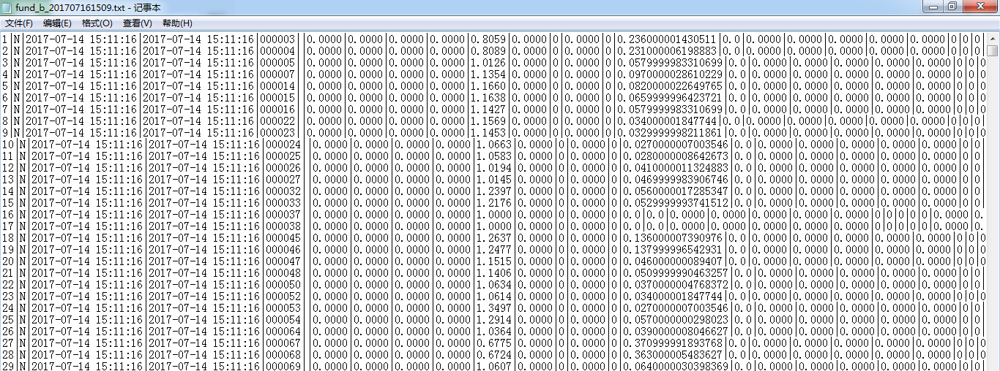 fund_b_201707161509.txt - 记事本
文件(F) 编辑(E) 格式(O) 查看(V) 帮助(H)
1|N|2017-07-14 15:11:16|2017-07-14 15:11:16|000003||0.0000|0.0000|0.0000|0.0000|0.8059|0.0000|0|0.0000|0|0.236000001430511|0.0|0.0000|0.0000|0.0000|0.0000|0.0000|0|0|0|
2|N|2017-07-14 15:11:16|2017-07-14 15:11:16|000004||0.0000|0.0000|0.0000|0.0000|0.8089|0.0000|0|0.0000|0|0.231000006198883|0.0|0.0000|0.0000|0.0000|0.0000|0.0000|0|0|0|
3|N|2017-07-14 15:11:16|2017-07-14 15:11:16|000005||0.0000|0.0000|0.0000|0.0000|1.0126|0.0000|0|0.0000|0|0.0579999983310699|0.0|0.0000|0.0000|0.0000|0.0000|0.0000|0|0|0
4|N|2017-07-14 15:11:16|2017-07-14 15:11:16|000007||0.0000|0.0000|0.0000|0.0000|1.1354|0.0000|0|0.0000|0|0.0970000028610229|0.0|0.0000|0.0000|0.0000|0.0000|0.0000|0|0|0
5|N|2017-07-14 15:11:16|2017-07-14 15:11:16|000014||0.0000|0.0000|0.0000|0.0000|1.1660|0.0000|0|0.0000|0|0.0820000022649765|0.0|0.0000|0.0000|0.0000|0.0000|0.0000|0|0|0
6|N|2017-07-14 15:11:16|2017-07-14 15:11:16|000015||0.0000|0.0000|0.0000|0.0000|1.1638|0.0000|0|0.0000|0|0.0659999996423721|0.0|0.0000|0.0000|0.0000|0.0000|0.0000|0|0|0
7|N|2017-07-14 15:11:16|2017-07-14 15:11:16|000016||0.0000|0.0000|0.0000|0.0000|1.1427|0.0000|0|0.0000|0|0.0579999983310699|0.0|0.0000|0.0000|0.0000|0.0000|0.0000|0|0|0
8|N|2017-07-14 15:11:16|2017-07-14 15:11:16|000022||0.0000|0.0000|0.0000|0.0000|1.1569|0.0000|0|0.0000|0|0.034000001847744|0.0|0.0000|0.0000|0.0000|0.0000|0.0000|0|0|0|
9|N|2017-07-14 15:11:16|2017-07-14 15:11:16|000023||0.0000|0.0000|0.0000|0.0000|1.1453|0.0000|0|0.0000|0|0.0329999998211861|0.0|0.0000|0.0000|0.0000|0.0000|0.0000|0|0|0
10|N|2017-07-14 15:11:16|2017-07-14 15:11:16|000024||0.0000|0.0000|0.0000|0.0000|1.0663|0.0000|0|0.0000|0|0.0270000007003546|0.0|0.0000|0.0000|0.0000|0.0000|0.0000|0|0|
11|N|2017-07-14 15:11:16|2017-07-14 15:11:16|000025||0.0000|0.0000|0.0000|0.0000|1.0583|0.0000|0|0.0000|0|0.0280000008642673|0.0|0.0000|0.0000|0.0000|0.0000|0.0000|0|0|
12|N|2017-07-14 15:11:16|2017-07-14 15:11:16|000026||0.0000|0.0000|0.0000|0.0000|1.0194|0.0000|0|0.0000|0|0.0410000011324883|0.0|0.0000|0.0000|0.0000|0.0000|0.0000|0|0|
13|N|2017-07-14 15:11:16|2017-07-14 15:11:16|000027||0.0000|0.0000|0.0000|0.0000|1.0145|0.0000|0|0.0000|0|0.0469999983906746|0.0|0.0000|0.0000|0.0000|0.0000|0.0000|0|0|
14|N|2017-07-14 15:11:16|2017-07-14 15:11:16|000032||0.0000|0.0000|0.0000|0.0000|1.2397|0.0000|0|0.0000|0|0.0560000017285347|0.0|0.0000|0.0000|0.0000|0.0000|0.0000|0|0|
15|N|2017-07-14 15:11:16|2017-07-14 15:11:16|000033||0.0000|0.0000|0.0000|0.0000|1.2176|0.0000|0|0.0000|0|0.0529999993741512|0.0|0.0000|0.0000|0.0000|0.0000|0.0000|0|0|
16|N|2017-07-14 15:11:16|2017-07-14 15:11:16|000037||0.0000|0.0000|0.0000|0.0000|1.0000|0.0000|0|0.0000|0|0.0|0.0|0.0000|0.0000|0.0000|0.0000|0.0000|0|0|0|0|0|0.0000|0.
17|N|2017-07-14 15:11:16|2017-07-14 15:11:16|000038||0.0000|0.0000|0.0000|0.0000|1.0000|0.0000|0|0.0000|0|0.0|0.0|0.0000|0.0000|0.0000|0.0000|0.0000|0|0|0|0|0|0.0000|0.
18|N|2017-07-14 15:11:16|2017-07-14 15:11:16|000045||0.0000|0.0000|0.0000|0.0000|1.2637|0.0000|0|0.0000|0|0.136000007390976|0.0|0.0000|0.0000|0.0000|0.0000|0.0000|0|0|0
19|N|2017-07-14 15:11:16|2017-07-14 15:11:16|000046||0.0000|0.0000|0.0000|0.0000|1.2477|0.0000|0|0.0000|0|0.137999996542931|0.0|0.0000|0.0000|0.0000|0.0000|0.0000|0|0|0
20|N|2017-07-14 15:11:16|2017-07-14 15:11:16|000047||0.0000|0.0000|0.0000|0.0000|1.1515|0.0000|0|0.0000|0|0.046000000089407|0.0|0.0000|0.0000|0.0000|0.0000|0.0000|0|0|0
21|N|2017-07-14 15:11:16|2017-07-14 15:11:16|000048||0.0000|0.0000|0.0000|0.0000|1.1406|0.0000|0|0.0000|0|0.0509999990463257|0.0|0.0000|0.0000|0.0000|0.0000|0.0000|0|0|
22|N|2017-07-14 15:11:16|2017-07-14 15:11:16|000050||0.0000|0.0000|0.0000|0.0000|1.0634|0.0000|0|0.0000|0|0.0370000004768372|0.0|0.0000|0.0000|0.0000|0.0000|0.0000|0|0|
23|N|2017-07-14 15:11:16|2017-07-14 15:11:16|000052||0.0000|0.0000|0.0000|0.0000|1.0614|0.0000|0|0.0000|0|0.034000001847744|0.0|0.0000|0.0000|0.0000|0.0000|0.0000|0|0|0
24|N|2017-07-14 15:11:16|2017-07-14 15:11:16|000053||0.0000|0.0000|0.0000|0.0000|1.3497|0.0000|0|0.0000|0|0.0270000007003546|0.0|0.0000|0.0000|0.0000|0.0000|0.0000|0|0|
25|N|2017-07-14 15:11:16|2017-07-14 15:11:16|000054||0.0000|0.0000|0.0000|0.0000|1.2914|0.0000|0|0.0000|0|0.0570000000298023|0.0|0.0000|0.0000|0.0000|0.0000|0.0000|0|0|
26|N|2017-07-14 15:11:16|2017-07-14 15:11:16|000064||0.0000|0.0000|0.0000|0.0000|1.0364|0.0000|0|0.0000|0|0.0390000008046627|0.0|0.0000|0.0000|0.0000|0.0000|0.0000|0|0|
27|N|2017-07-14 15:11:16|2017-07-14 15:11:16|000067||0.0000|0.0000|0.0000|0.0000|0.6775|0.0000|0|0.0000|0|0.370999991893768|0.0|0.0000|0.0000|0.0000|0.0000|0.0000|0|0|0
28|N|2017-07-14 15:11:16|2017-07-14 15:11:16|000068||0.0000|0.0000|0.0000|0.0000|0.6724|0.0000|0|0.0000|0|0.363000005483627|0.0|0.0000|0.0000|0.0000|0.0000|0.0000|0|0|0
29|N|2017-07-14 15:11:16|2017-07-14 15:11:16|000069||0.0000|0.0000|0.0000|0.0000|1.0607|0.0000|0|0.0000|0|0.0640000030398369|0.0|0.0000|0.0000|0.0000|0.0000|0.0000|0|0|